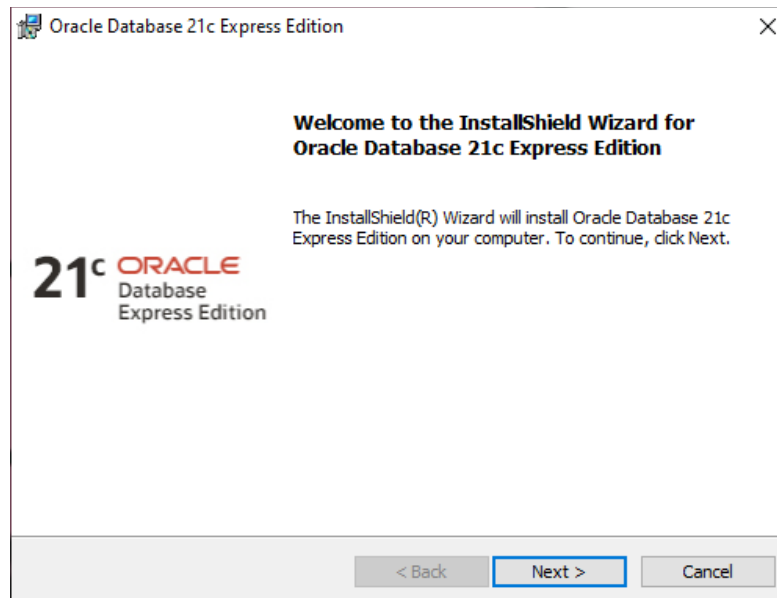 Oracle Database 21c Express Edition
Welcome to the InstallShield Wizard for
Oracle Database 21c Express Edition
The InstallShield(R) Wizard will install Oracle Database 21c
Express Edition on your computer. To continue, click Next.
21c ORACLE
Database
Express Edition
< Back Next > Cancel